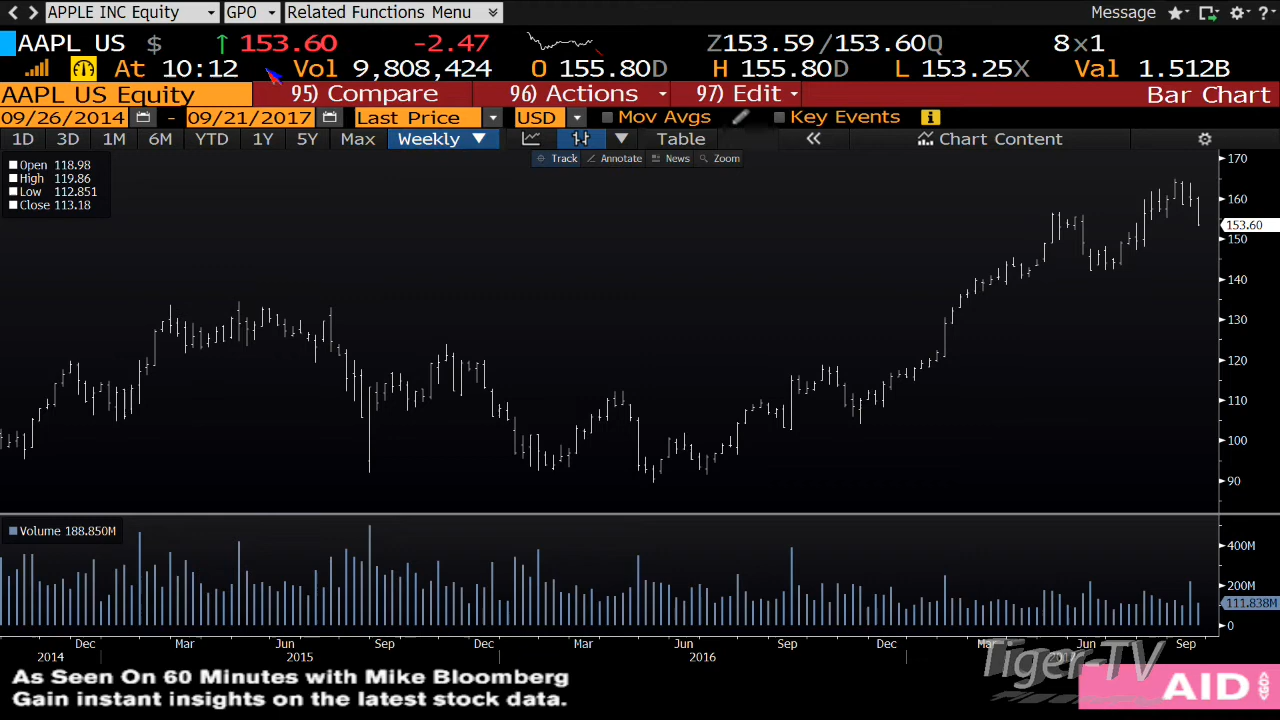 APPLE INC Equity GPO Related Functions Menu Message ?
AAPL US $ ↑ 153.60 -2.47 Z153.59/153.60Q 8x1
At 10:12 Vol 9,808,424 O 155.80D H 155.80D L 153.25X Val 1.512B
AAPL US Equity 95) Compare 96) Actions 97) Edit Bar Chart
09/26/2014 - 09/21/2017 Last Price USD Mov Avgs Key Events i
1D 3D 1M 6M YTD 1Y 5Y Max Weekly ▼ ▼ Table « Chart Content
Track Annotate News Zoom
Open 118.98
High 119.86
Low 112.851
Close 113.18
170
160
153.60
150
140
130
120
110
100
90
Volume 188.850M
400M
200M
111.838M
0
Dec Mar Jun Sep Dec Mar Jun Sep Dec Mar Jun Sep
2014 2015 2016 2017
Tiger-TV
As Seen On 60 Minutes with Mike Bloomberg
Gain instant insights on the latest stock data.
AID